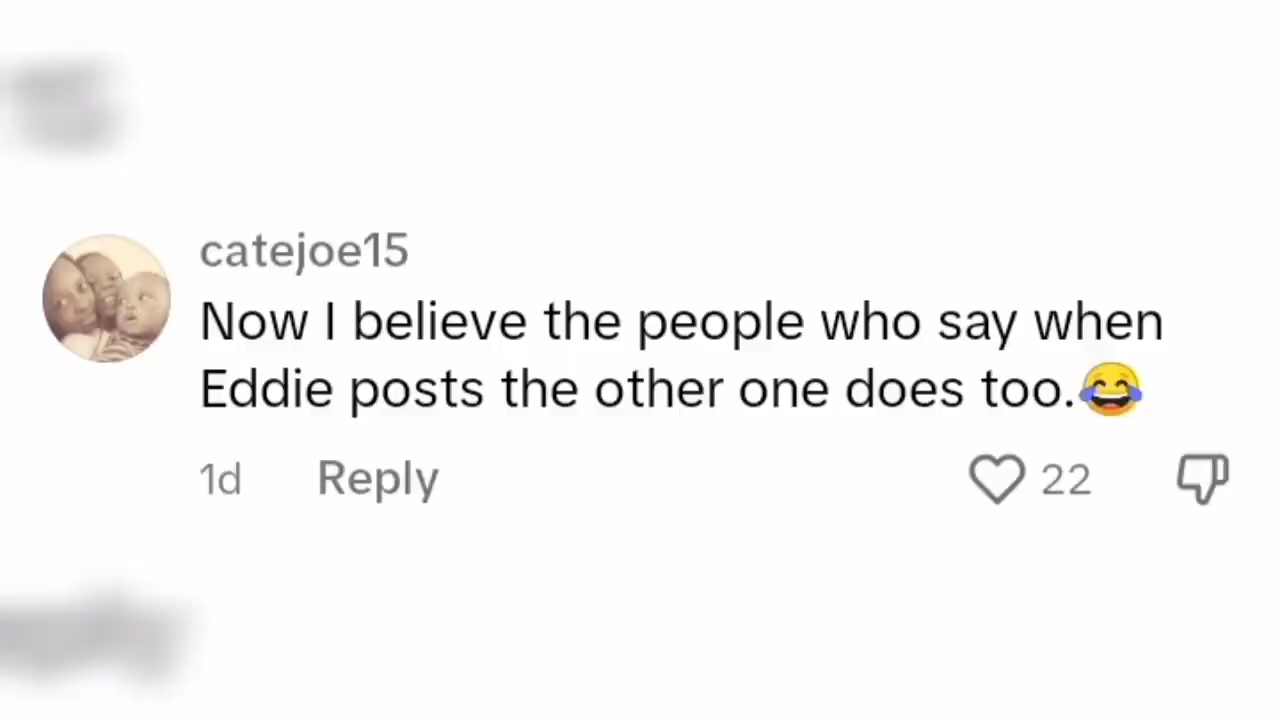 catejoe15
Now I believe the people who say when
Eddie posts the other one does too.😂
1d Reply 22